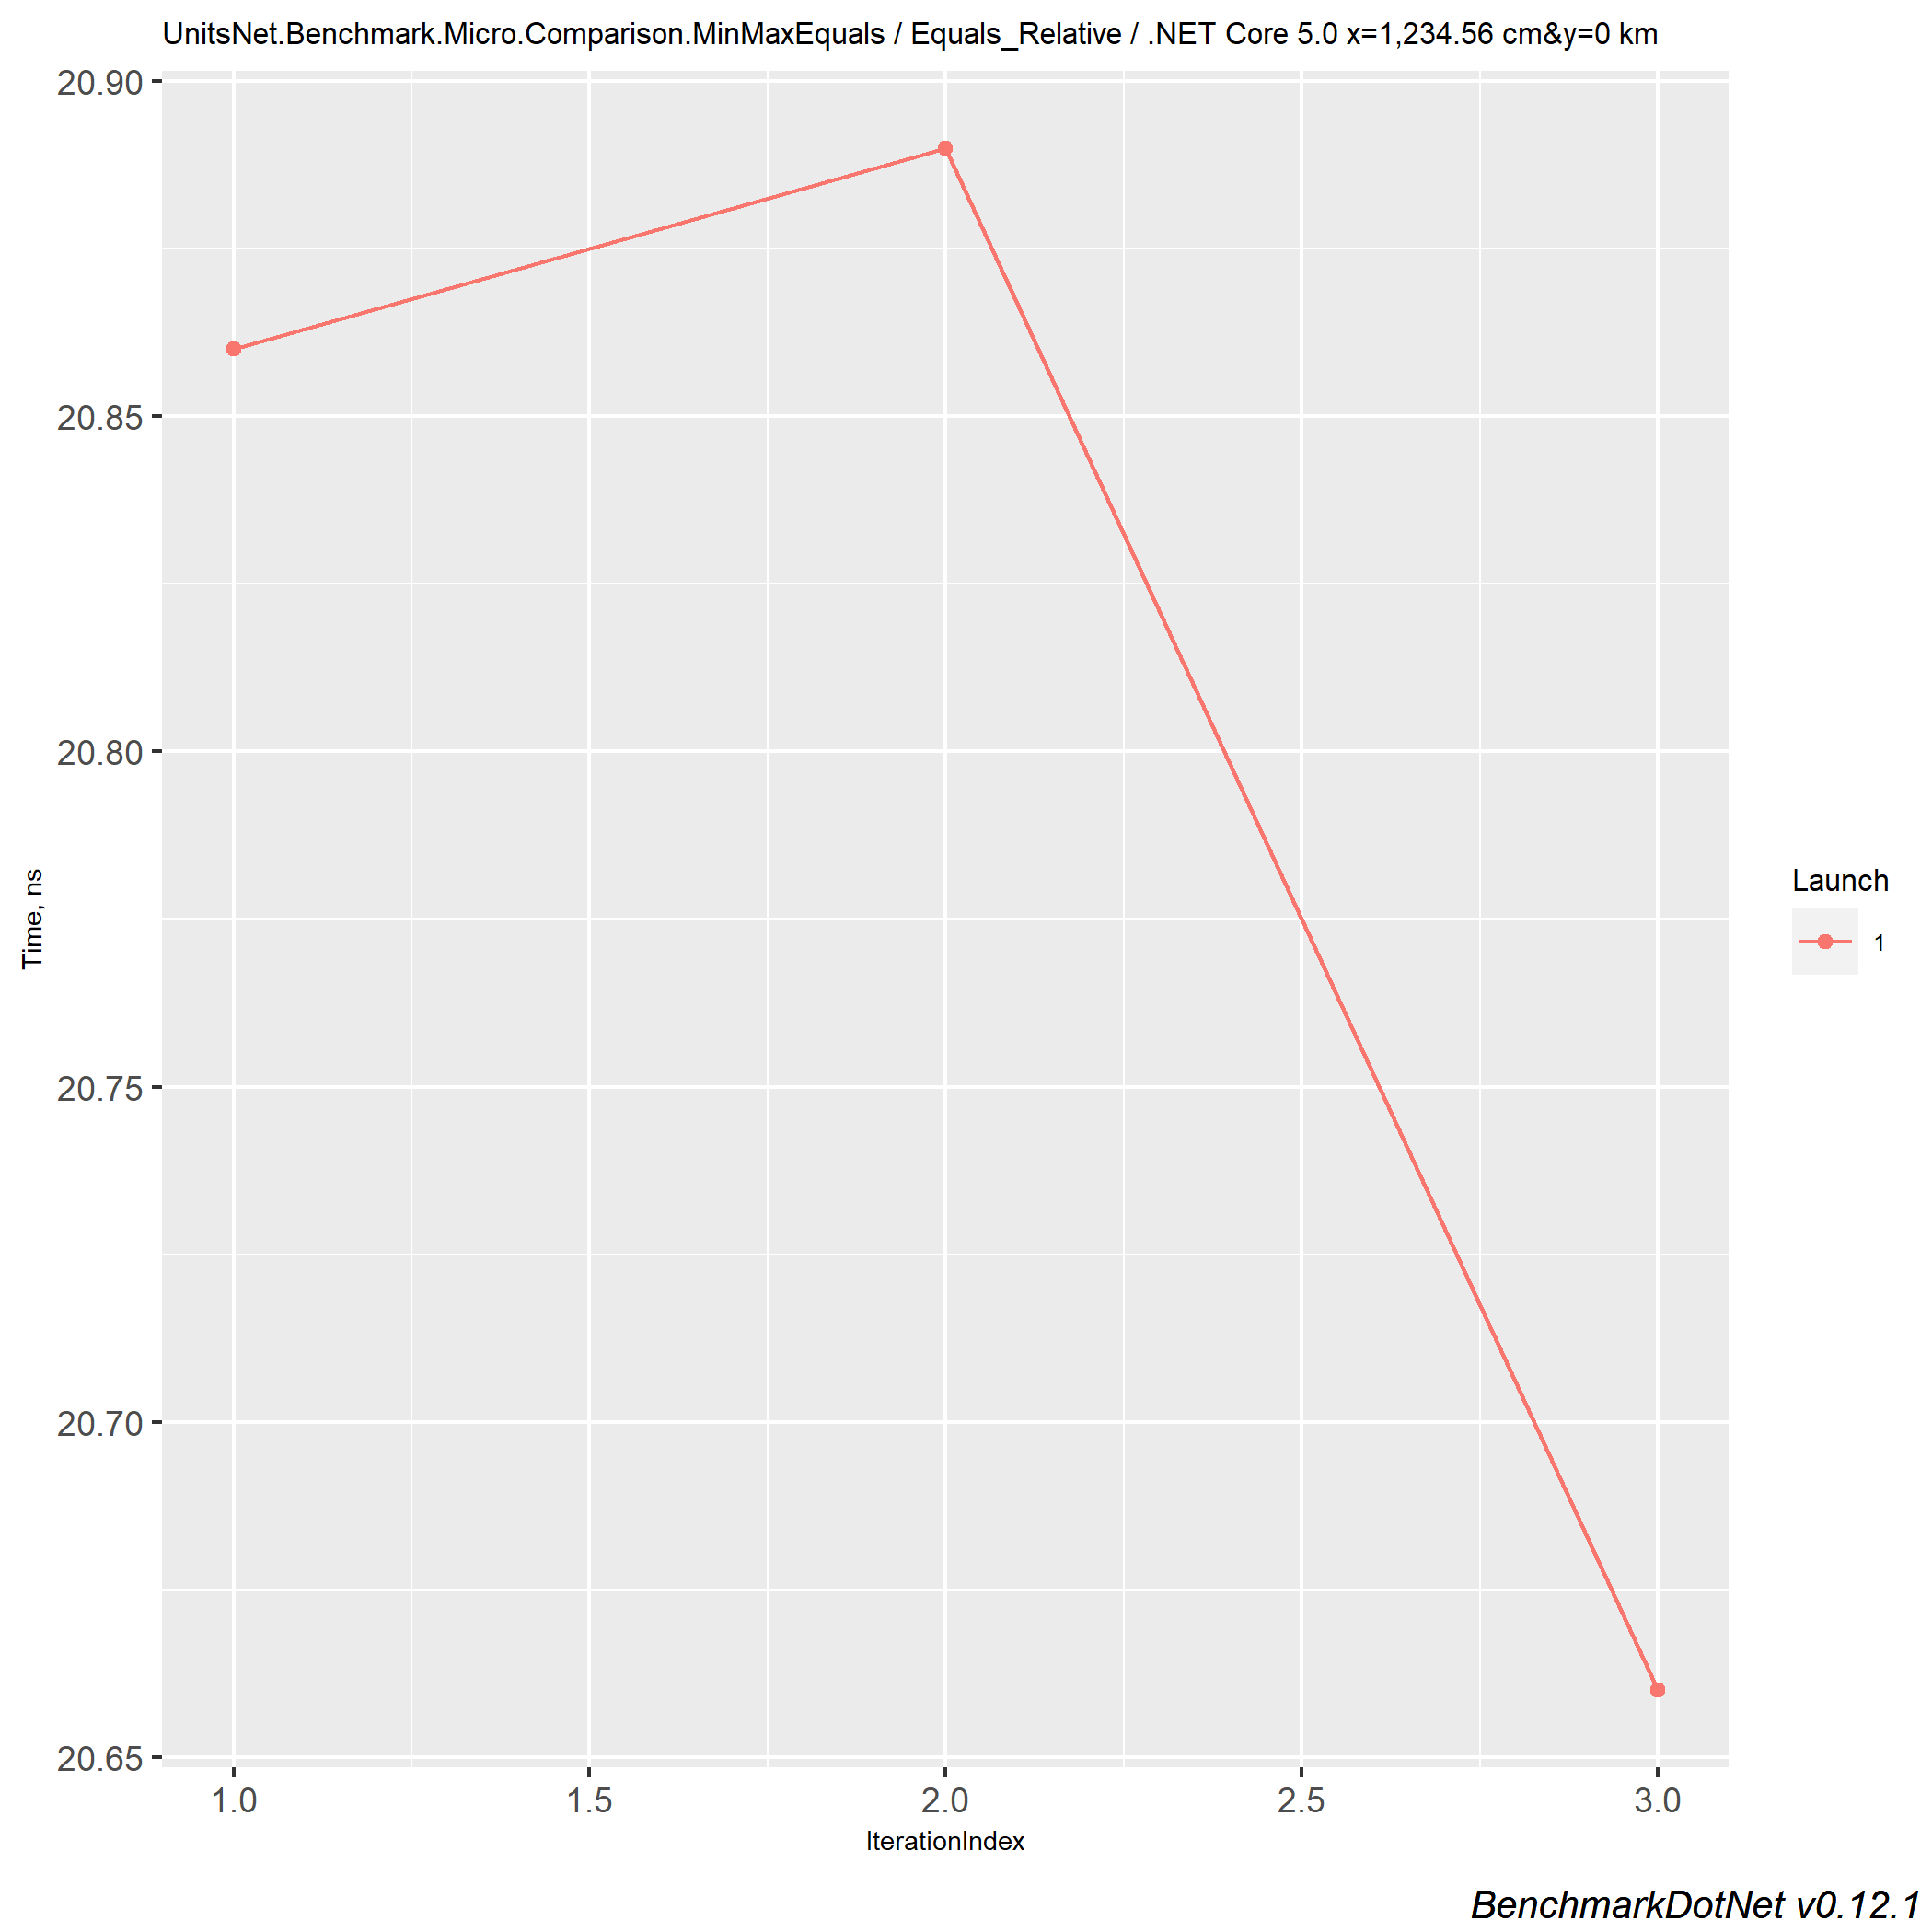 UnitsNet.Benchmark.Micro.Comparison.MinMaxEquals / Equals_Relative / .NET Core 5.0 x=1,234.56 cm&y=0 km
20.90
20.85
20.80
20.75
20.70
20.65
Time, ns
1.0 1.5 2.0 2.5 3.0
IterationIndex
Launch
1
BenchmarkDotNet v0.12.1